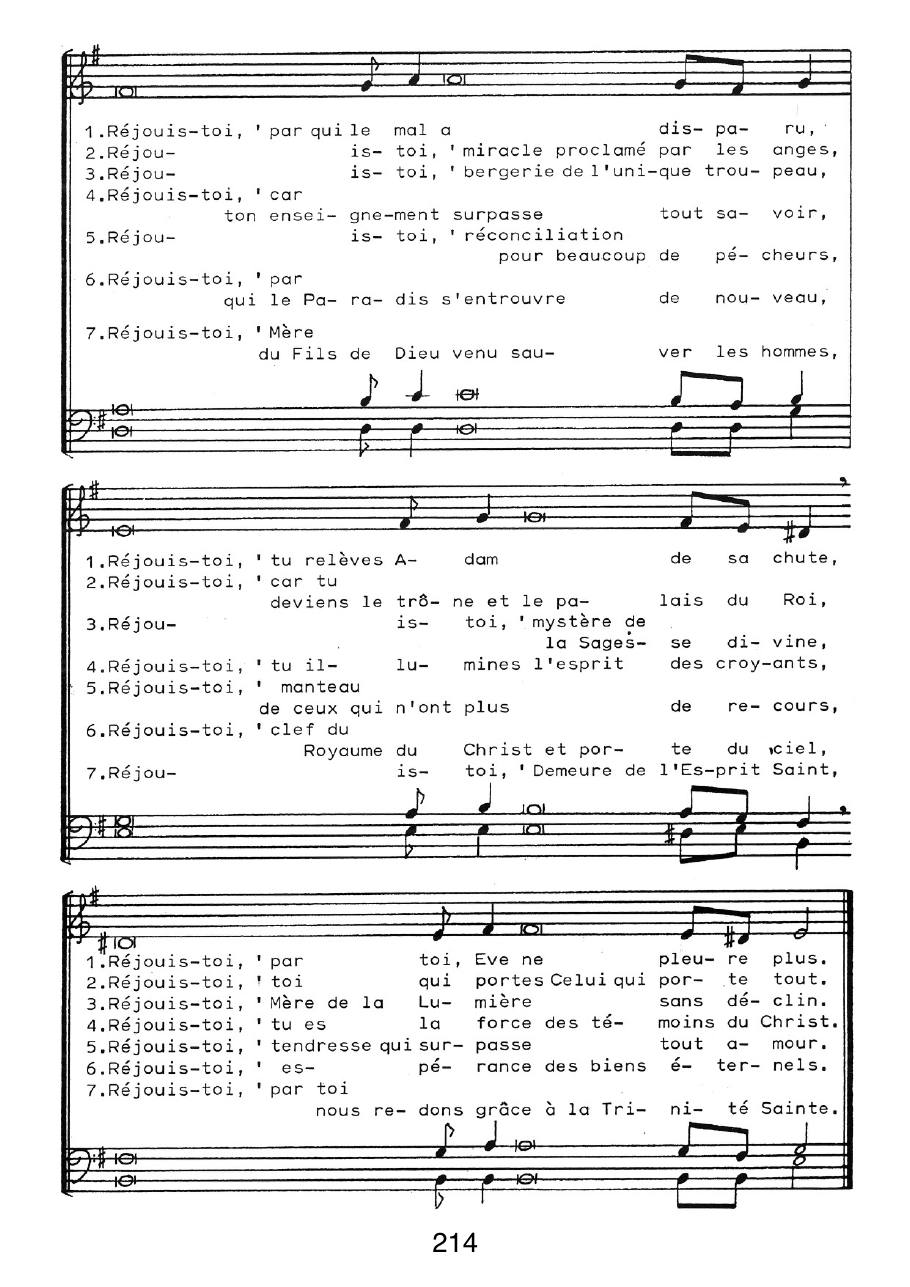 1.Réjouis-toi, ' par qui le mal a dis- pa- ru,
2.Réjou- is- toi, ' miracle proclamé par les anges,
3.Réjou- is- toi, ' bergerie de l'uni-que trou- peau,
4.Réjouis-toi, ' car
ton ensei- gne-ment surpasse tout sa- voir,
5.Réjou- is- toi, ' réconciliation
pour beaucoup de pé- cheurs,
6.Réjouis-toi, ' par
qui le Pa- ra- dis s'entrouvre de nou- veau,
7.Réjouis-toi, ' Mère
du Fils de Dieu venu sau- ver les hommes,
1.Réjouis-toi, ' tu relèves A- dam de sa chute,
2.Réjouis-toi, ' car tu
deviens le trô- ne et le pa- lais du Roi,
3.Réjou- is- toi, ' mystère de
la Sages- se di- vine,
4.Réjouis-toi, ' tu il- lu- mines l'esprit des croy-ants,
5.Réjouis-toi, ' manteau
de ceux qui n'ont plus de re- cours,
6.Réjouis-toi, ' clef du
Royaume du Christ et por- te du ciel,
7.Réjou- is- toi, ' Demeure de l'Es-prit Saint,
1.Réjouis-toi, ' par toi, Eve ne pleu- re plus.
2.Réjouis-toi, ' toi qui portes Celui qui por- te tout.
3.Réjouis-toi, ' Mère de la Lu- mière sans dé- clin.
4.Réjouis-toi, ' tu es la force des té- moins du Christ.
5.Réjouis-toi, ' tendresse qui sur- passe tout a- mour.
6.Réjouis-toi, ' es- pé- rance des biens é- ter- nels.
7.Réjouis-toi, ' par toi
nous re- dons grâce à la Tri- ni- té Sainte.
214